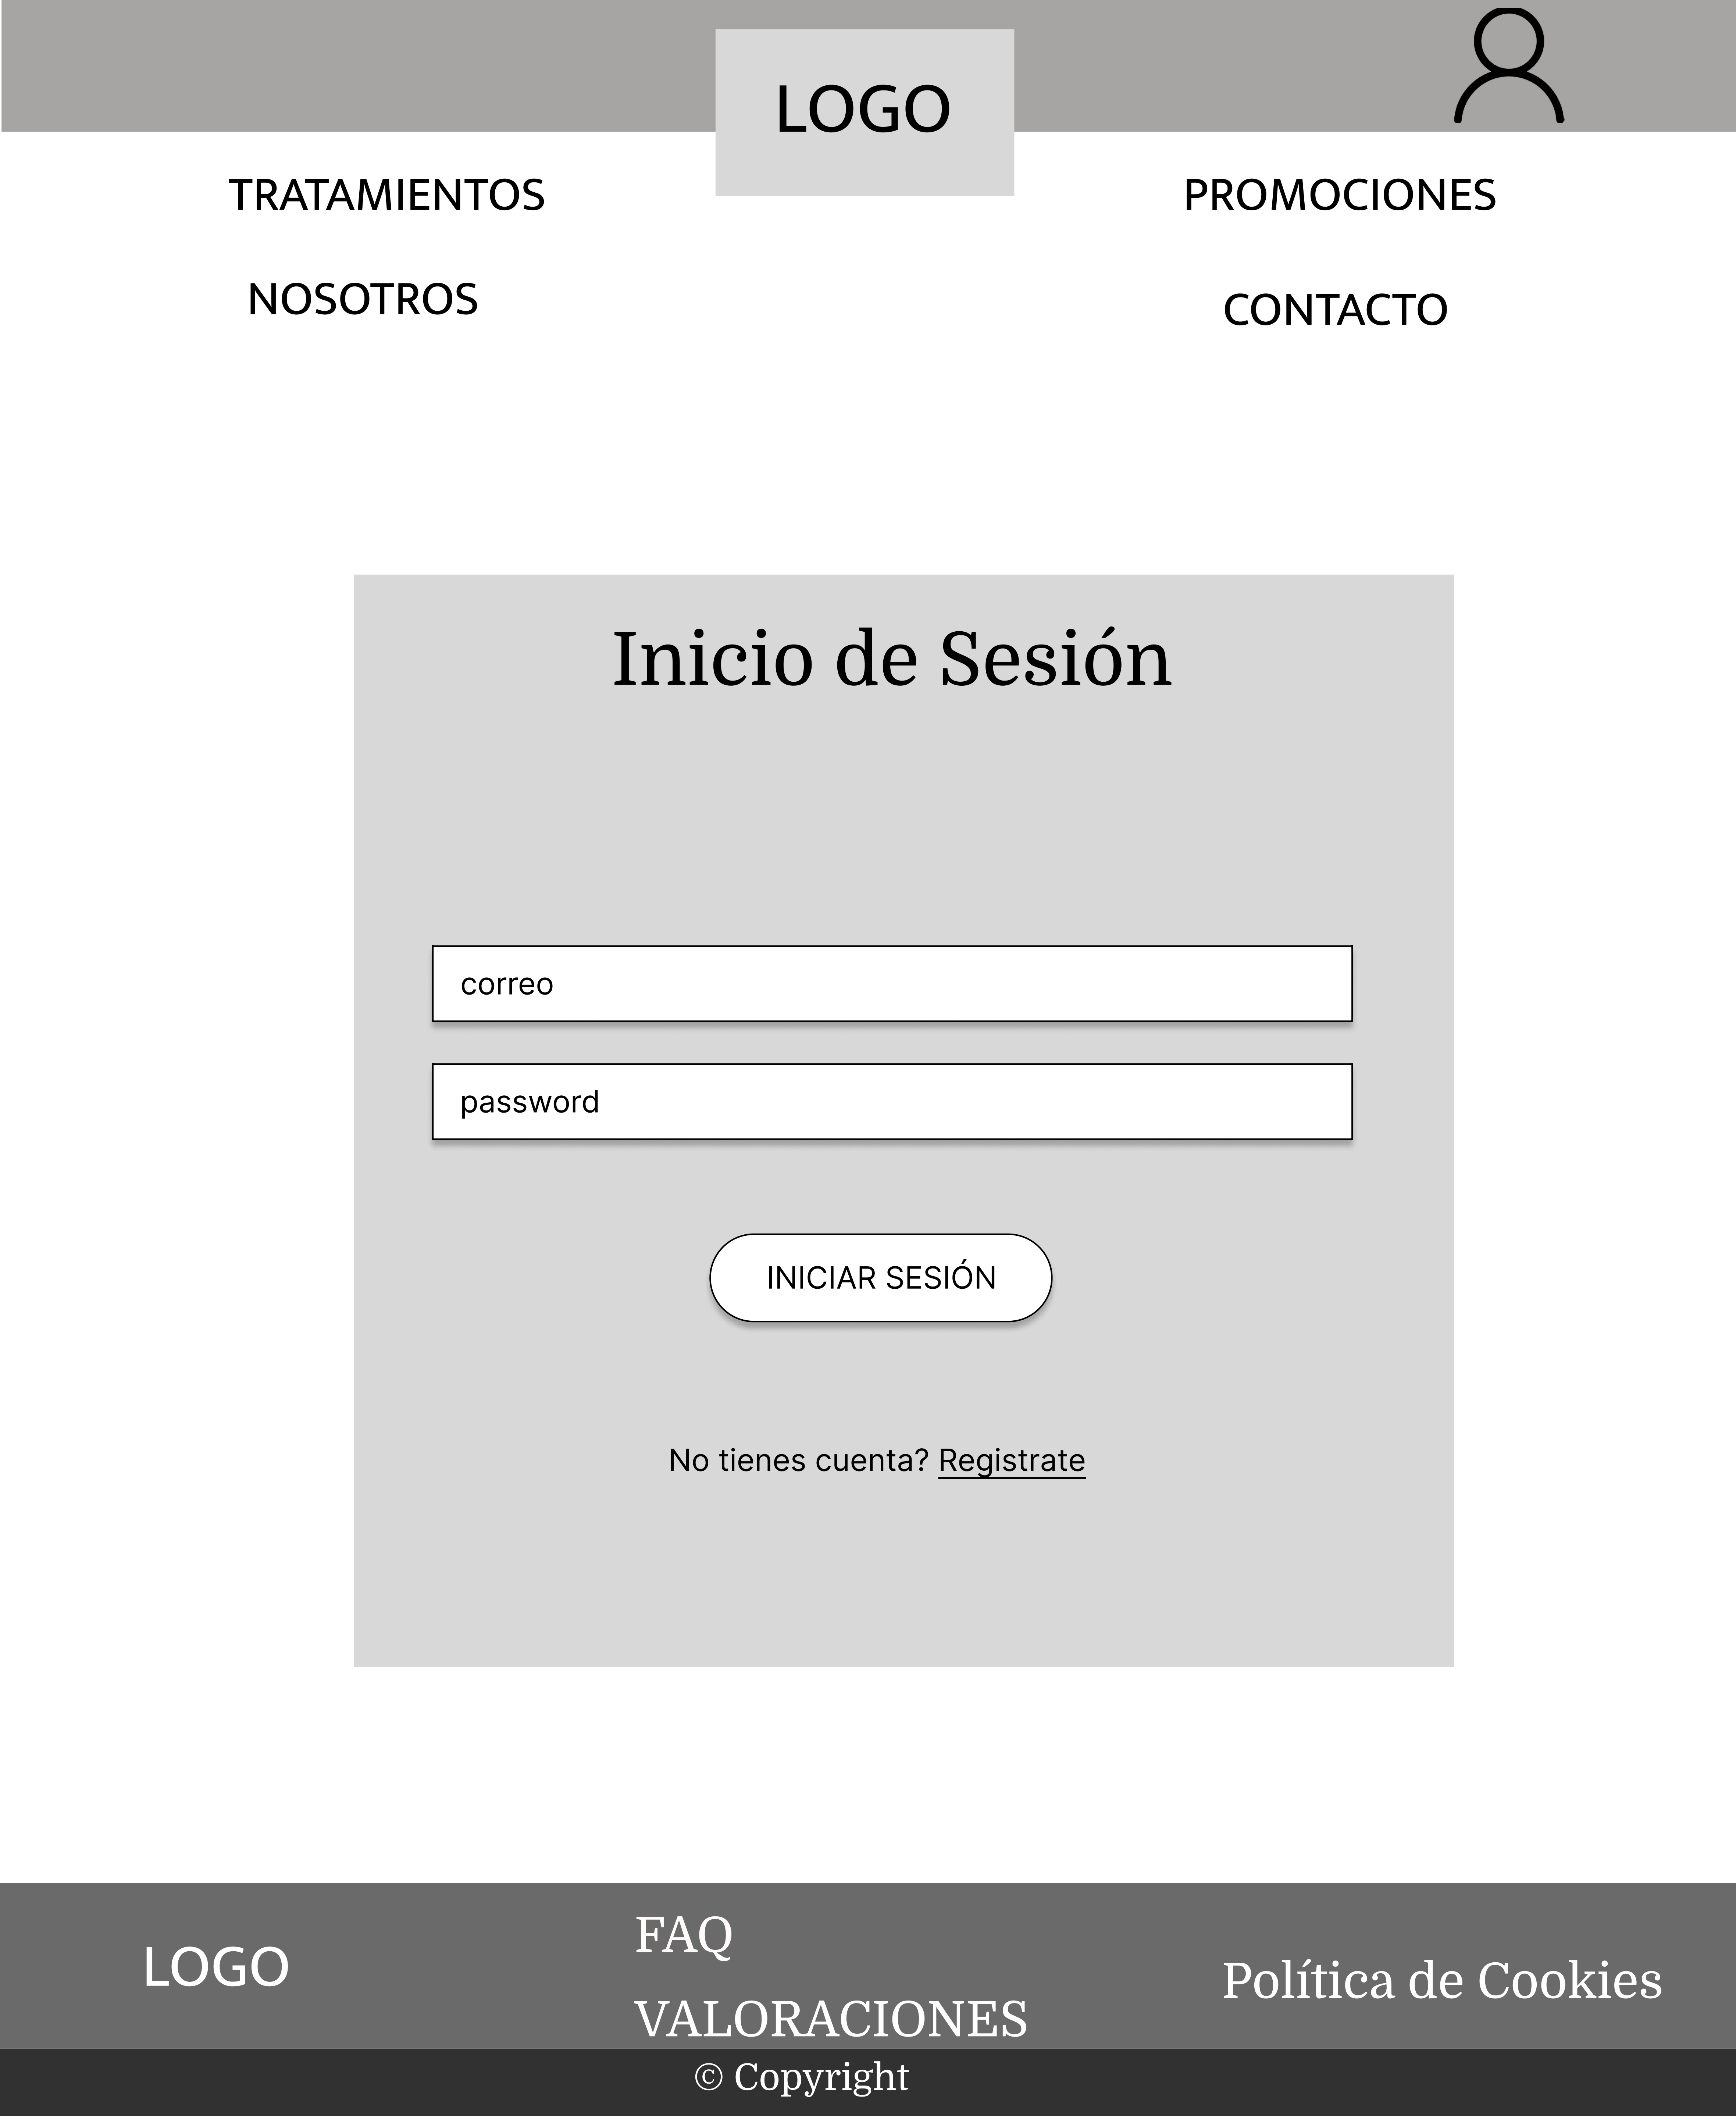 LOGO
TRATAMIENTOS
PROMOCIONES
NOSOTROS
CONTACTO
Inicio de Sesión
correo
password
INICIAR SESIÓN
No tienes cuenta? Registrate
LOGO
FAQ
VALORACIONES
Política de Cookies
© Copyright